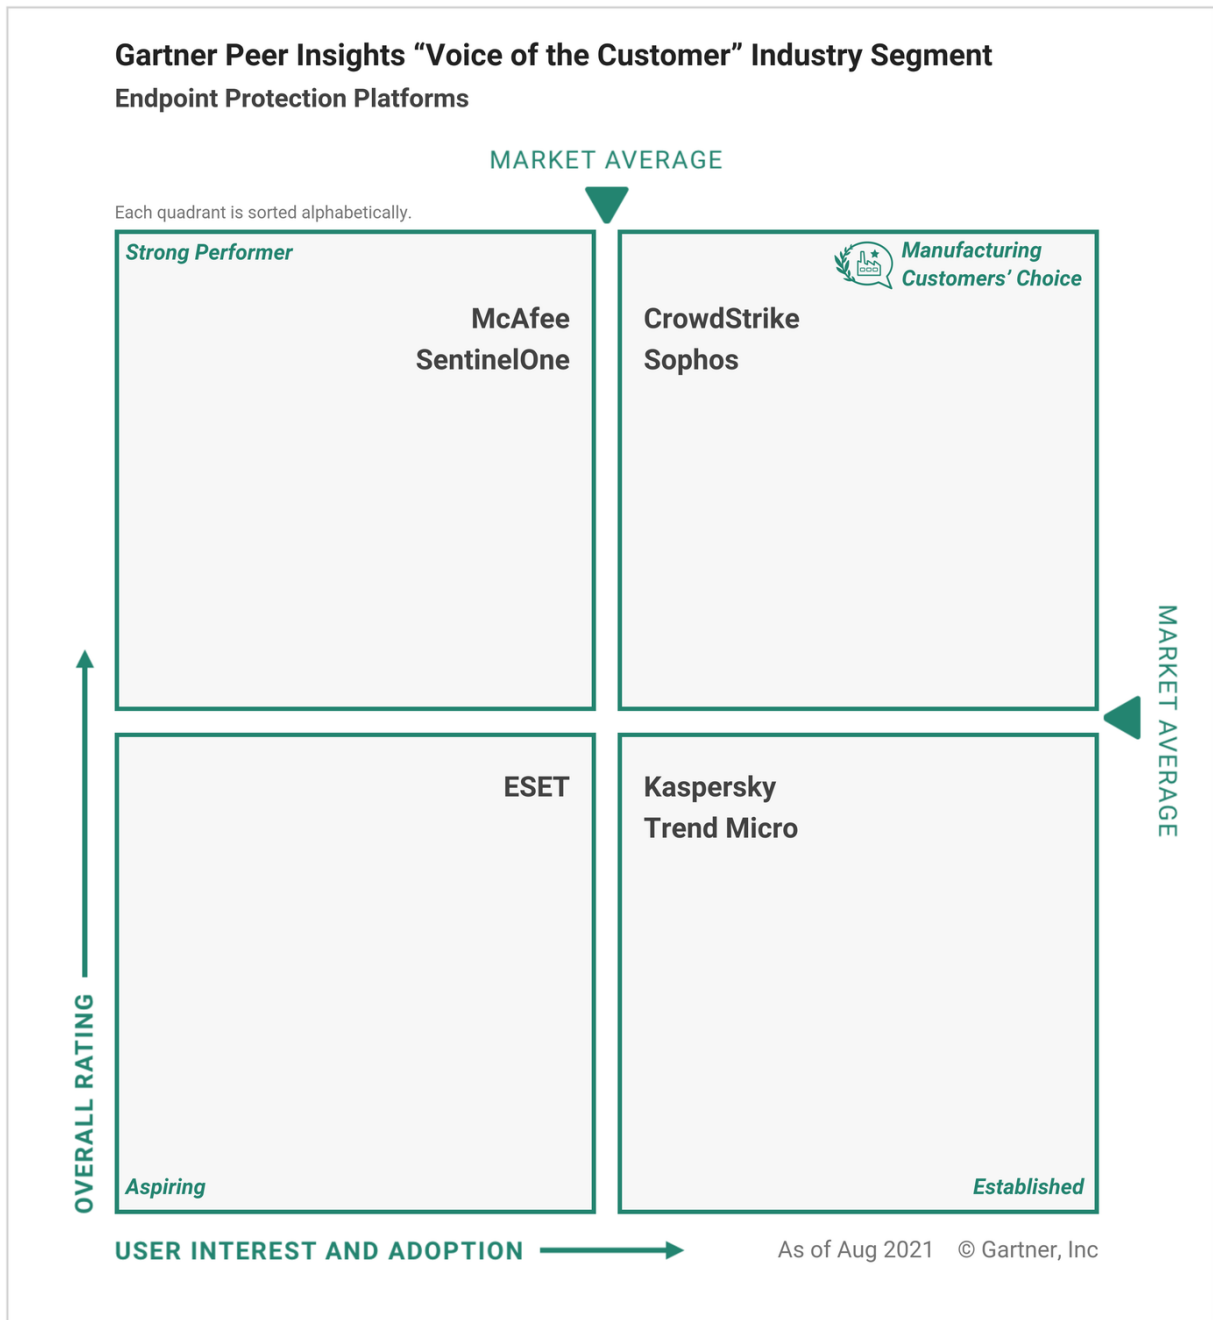 Gartner Peer Insights “Voice of the Customer” Industry Segment
Endpoint Protection Platforms
MARKET AVERAGE
Each quadrant is sorted alphabetically.
Strong Performer
McAfee
SentinelOne
Manufacturing
Customers’ Choice
CrowdStrike
Sophos
MARKET AVERAGE
ESET
Aspiring
Kaspersky
Trend Micro
Established
OVERALL RATING
USER INTEREST AND ADOPTION
As of Aug 2021 © Gartner, Inc